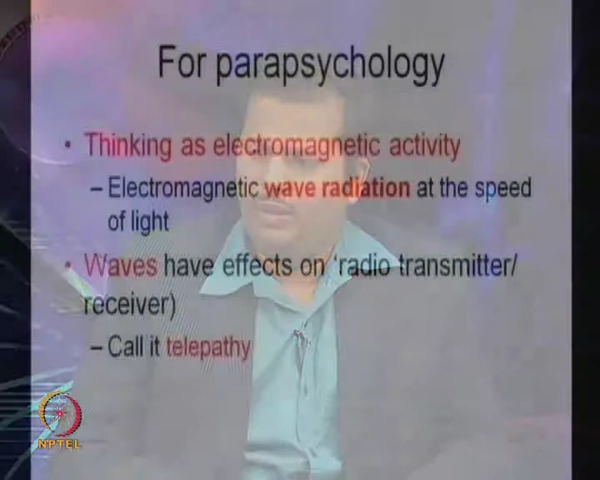 For parapsychology
• Thinking as electromagnetic activity
– Electromagnetic wave radiation at the speed
of light
• Waves have effects on ‘radio transmitter/
receiver)
– Call it telepathy
NPTEL